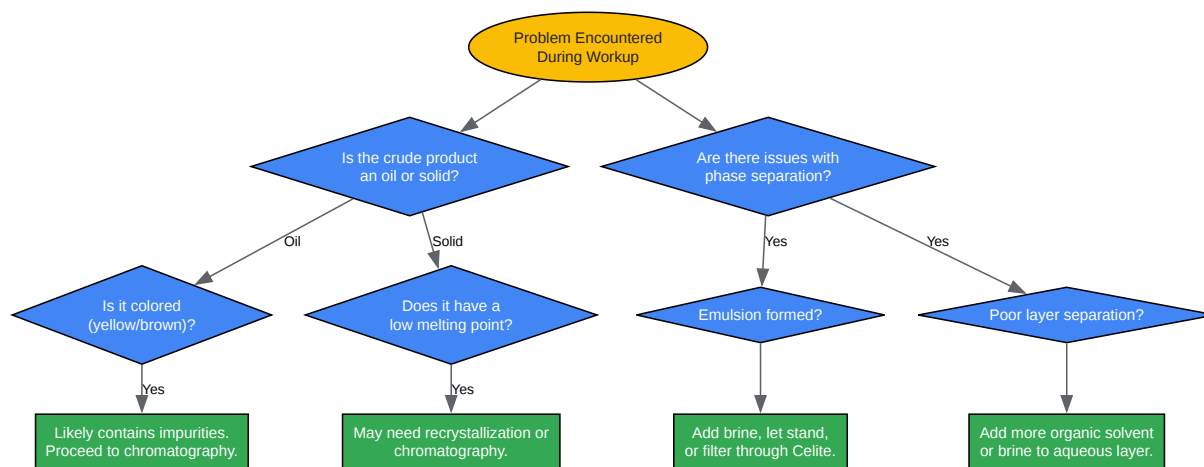 Problem Encountered
During Workup
Is the crude product
an oil or solid?
Are there issues with
phase separation?
Oil
Solid
Yes
Yes
Is it colored
(yellow/brown)?
Does it have a
low melting point?
Emulsion formed?
Poor layer separation?
Yes
Yes
Likely contains impurities.
Proceed to chromatography.
May need recrystallization or
chromatography.
Add brine, let stand,
or filter through Celite.
Add more organic solvent
or brine to aqueous layer.